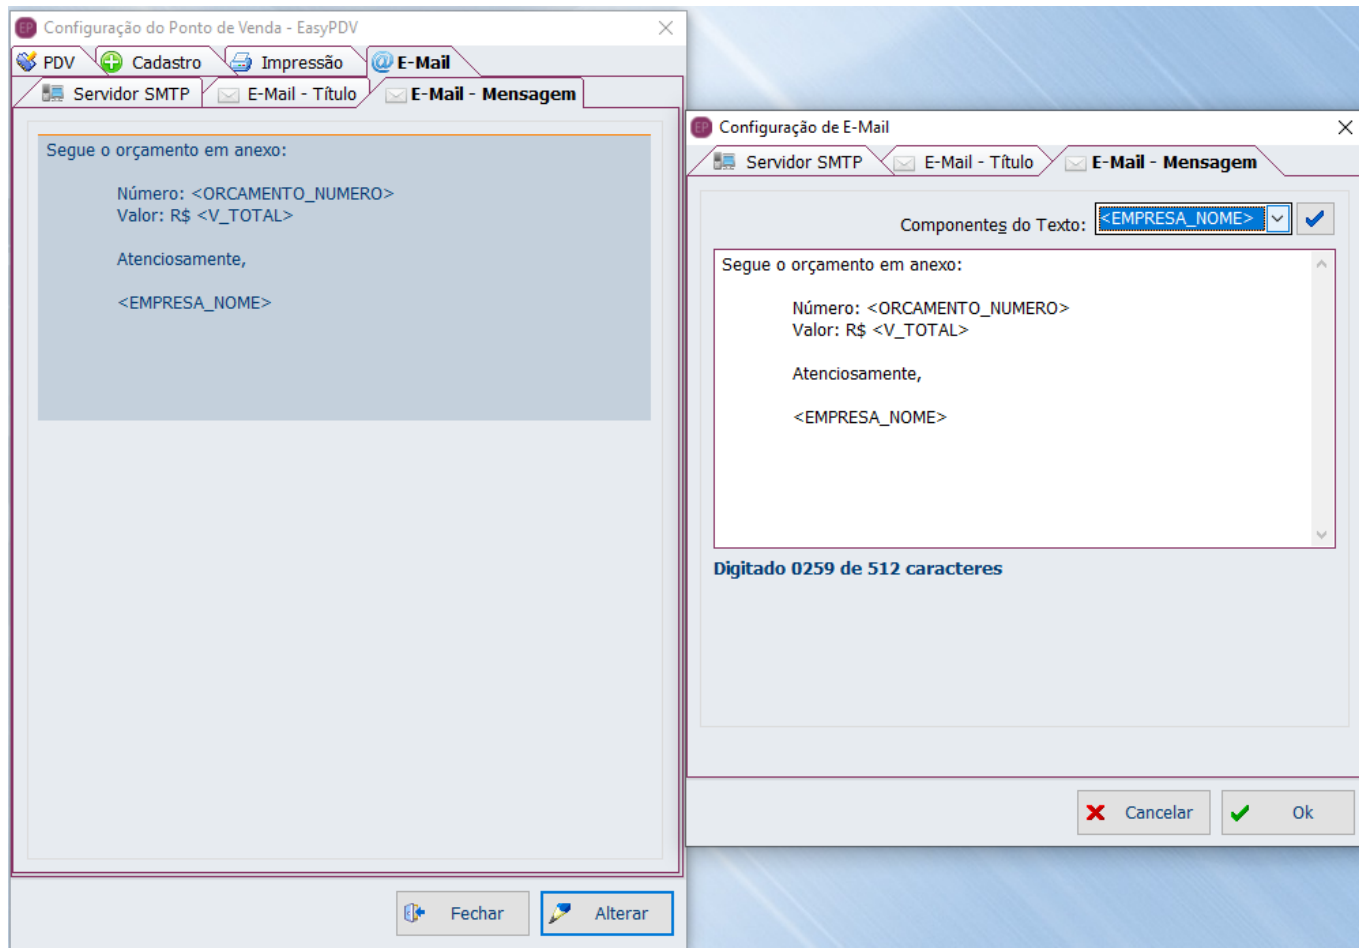 EP Configuração do Ponto de Venda - EasyPDV
PDV Cadastro Impressão @ E-Mail
Servidor SMTP E-Mail - Título E-Mail - Mensagem
Segue o orçamento em anexo:
Número: <ORCAMENTO_NUMERO>
Valor: R$ <V_TOTAL>
Atenciosamente,
<EMPRESA_NOME>
Fechar Alterar
EP Configuração de E-Mail
Servidor SMTP E-Mail - Título E-Mail - Mensagem
Componentes do Texto: <EMPRESA_NOME>
Segue o orçamento em anexo:
Número: <ORCAMENTO_NUMERO>
Valor: R$ <V_TOTAL>
Atenciosamente,
<EMPRESA_NOME>
Digitado 0259 de 512 caracteres
Cancelar Ok